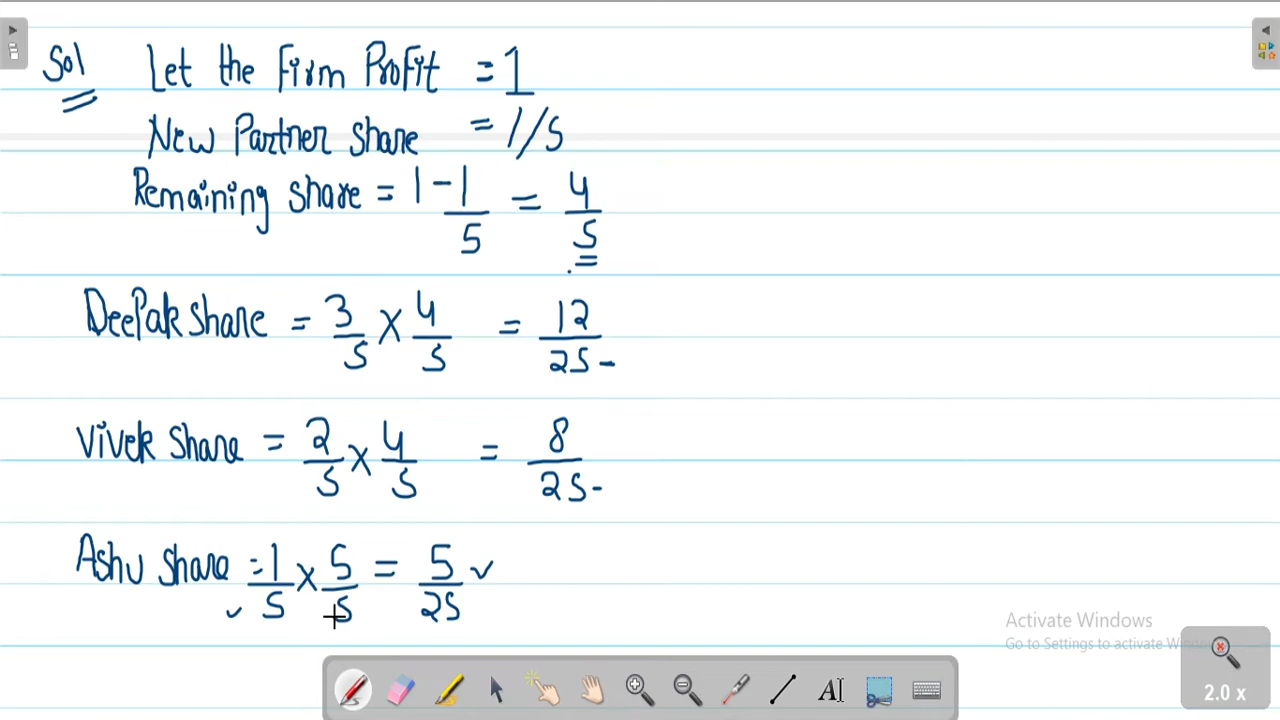 Sol Let the Firm Profit = 1
New Partner share = 1/5
Remaining share = 1 - 1/5 = 4/5
Deepak share = 3/5 × 4/5 = 12/25
Vivek share = 2/5 × 4/5 = 8/25
Ashu share = 1/5 × 5/5 = 5/25
Activate Windows
Go to Settings to activate Windows.
AI
2.0 x